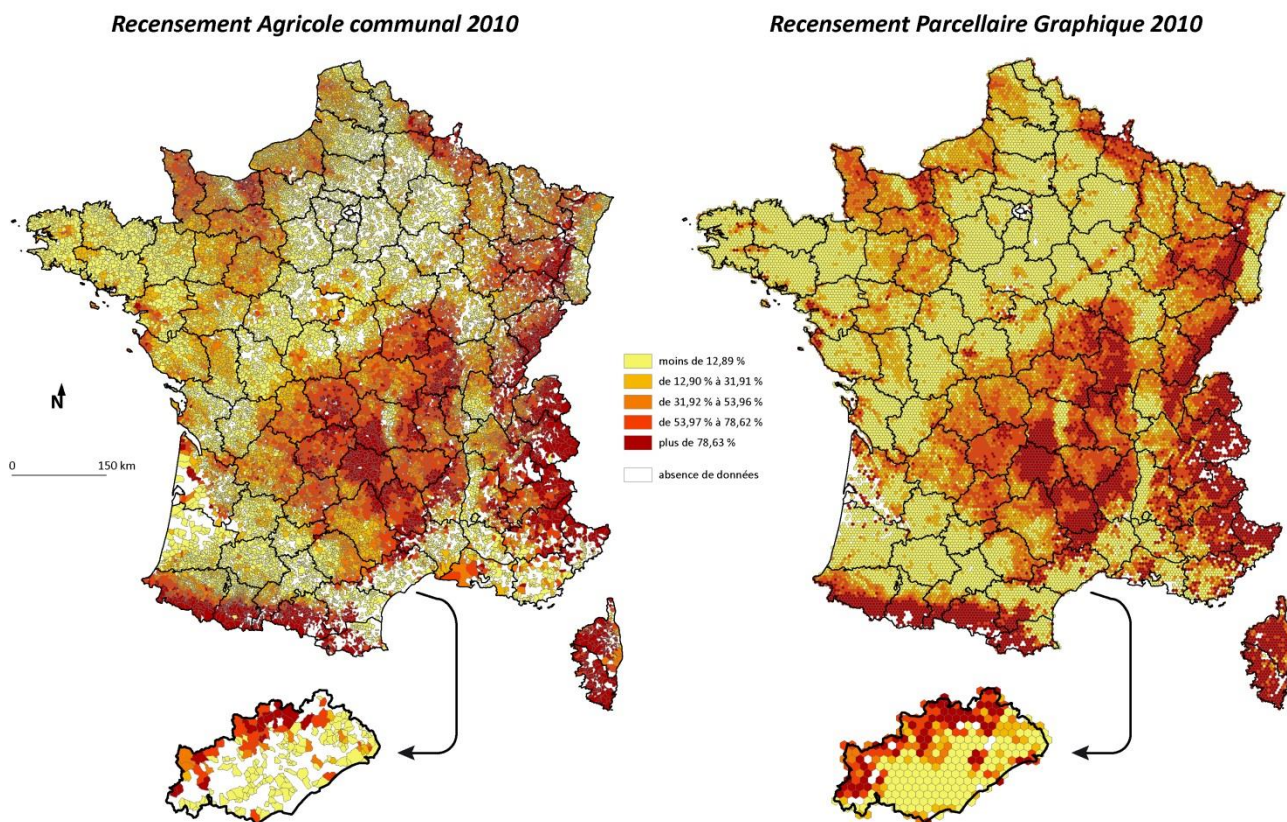 Recensement Agricole communal 2010
Recensement Parcellaire Graphique 2010
moins de 12,89 %
de 12,90 % à 31,91 %
de 31,92 % à 53,96 %
de 53,97 % à 78,62 %
plus de 78,63 %
absence de données
N
0 150 km